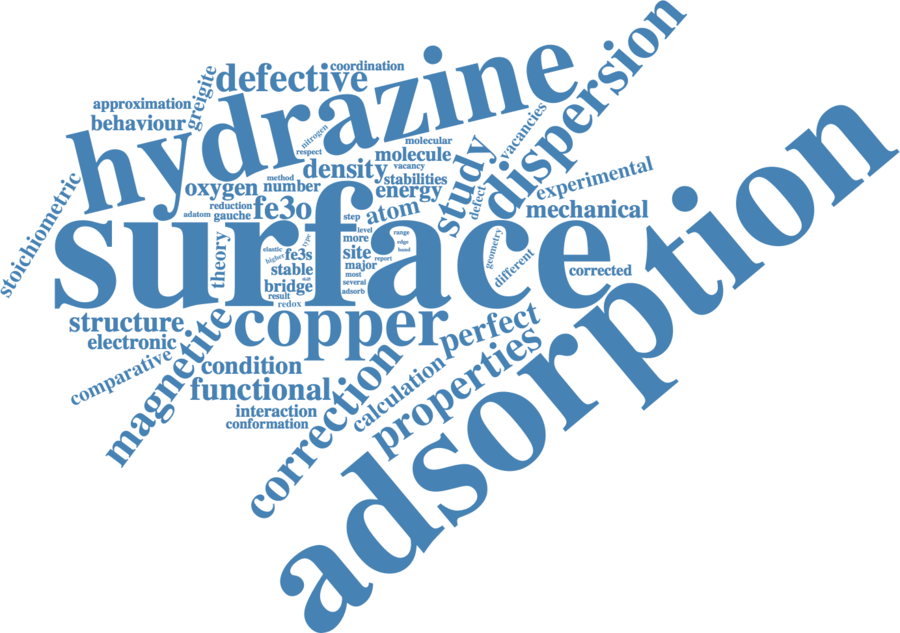 coordination
defective
greigite
dispersion
approximation
behaviour
hydrazine
nitrogen
respect
vacancies
molecular
molecule
vacancy
density
study
stabilities
method
number
oxygen
energy
defect
experimental
stoichiometric
reduction
adatom
gauche
fe3o
step
atom
mechanical
level
surface
theory
more
range
edge
bond
elastic
type
higher
fe3s
site
report
geometry
different
stable
major
corrected
most
shift
several
bridge
adsorb
result
redox
adsorption
structure
copper
electronic
magnetite
perfect
comparative
condition
correction
calculation
properties
functional
interaction
conformation